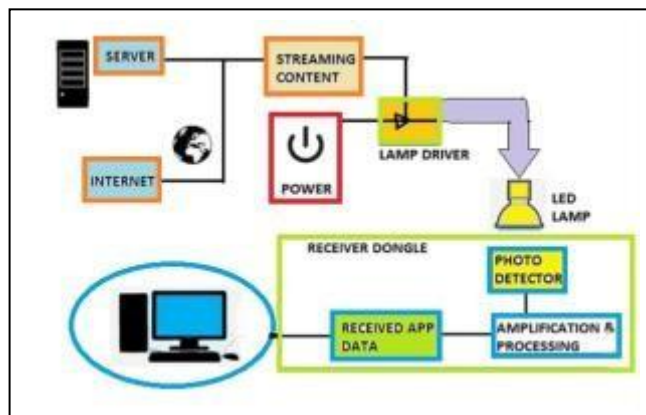 SERVER
STREAMING
CONTENT
INTERNET
POWER
LAMP DRIVER
LED
LAMP
RECEIVER DONGLE
PHOTO
DETECTOR
RECEIVED APP
DATA
AMPLIFICATION &
PROCESSING